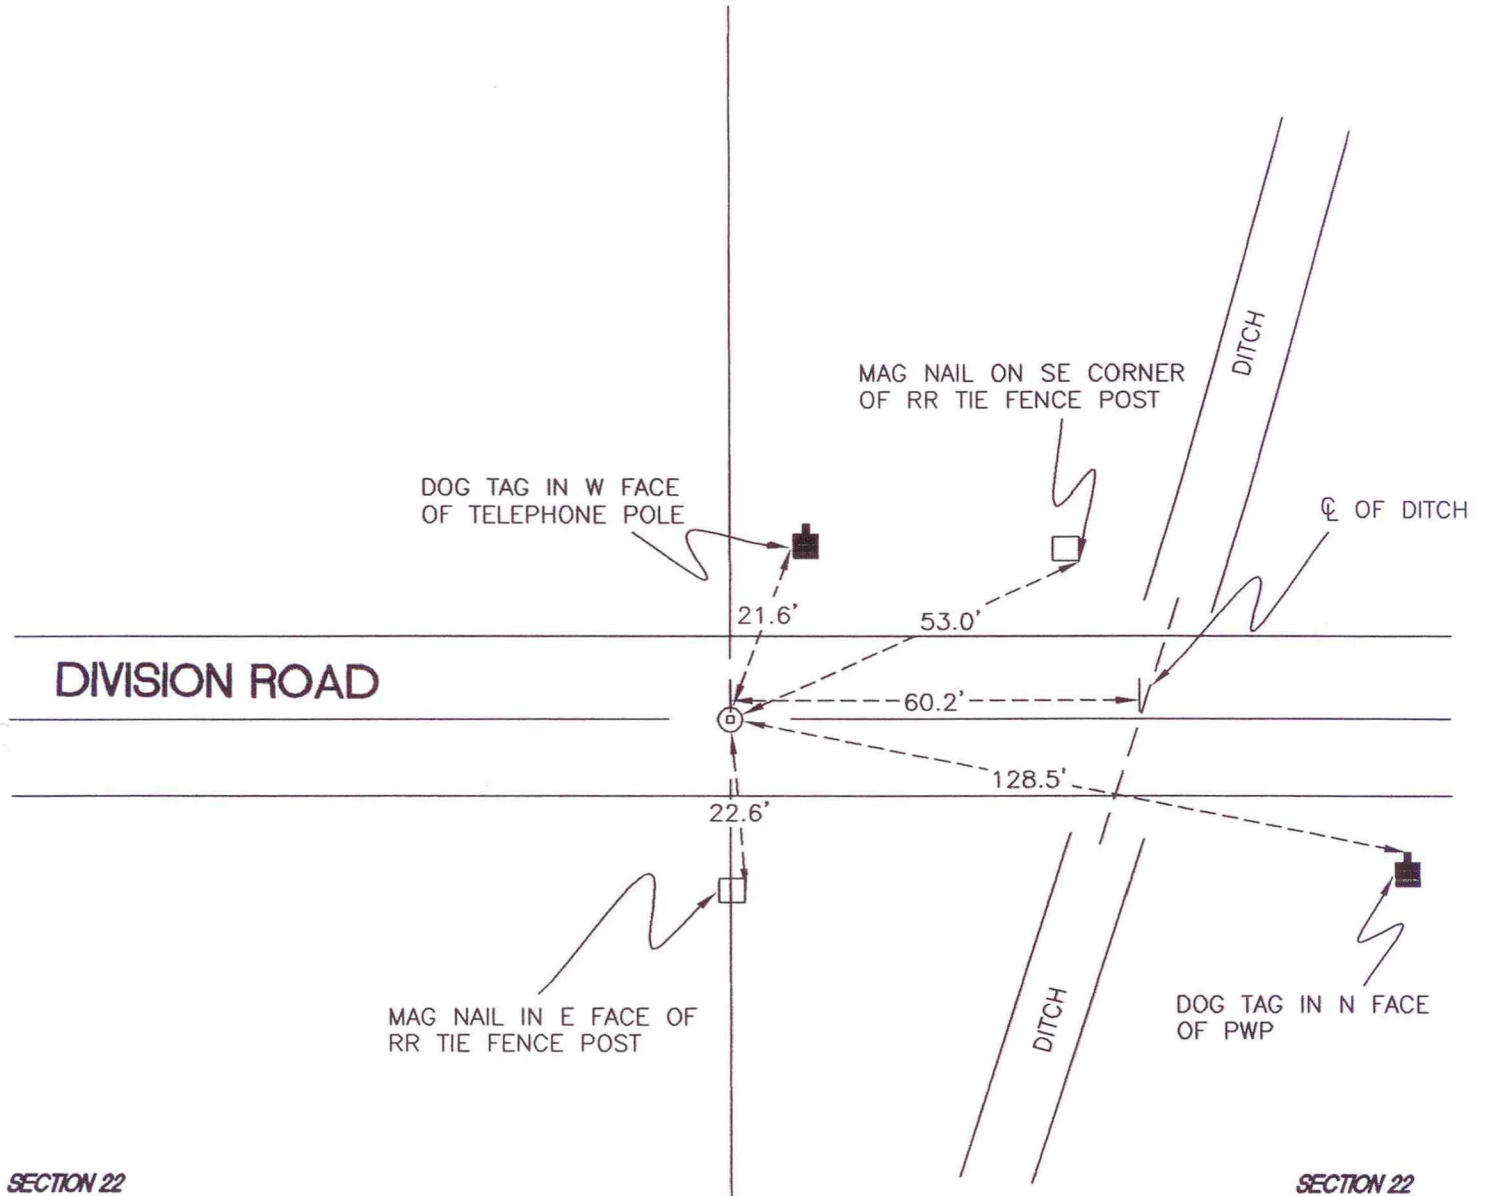 DITCH
MAG NAIL ON SE CORNER
OF RR TIE FENCE POST
DOG TAG IN W FACE
OF TELEPHONE POLE
℄ OF DITCH
21.6'
53.0'
DIVISION ROAD
60.2'
128.5'
22.6'
MAG NAIL IN E FACE OF
RR TIE FENCE POST
DITCH
DOG TAG IN N FACE
OF PWP
SECTION 22
SECTION 22